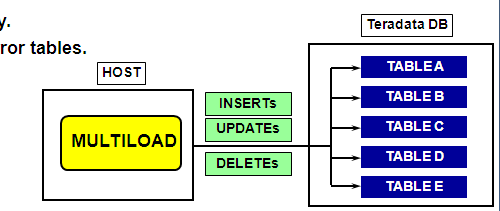 y.
ror tables.
Teradata DB
HOST
MULTILOAD
INSERTs
UPDATEs
DELETEs
TABLE A
TABLE B
TABLE C
TABLE D
TABLE E